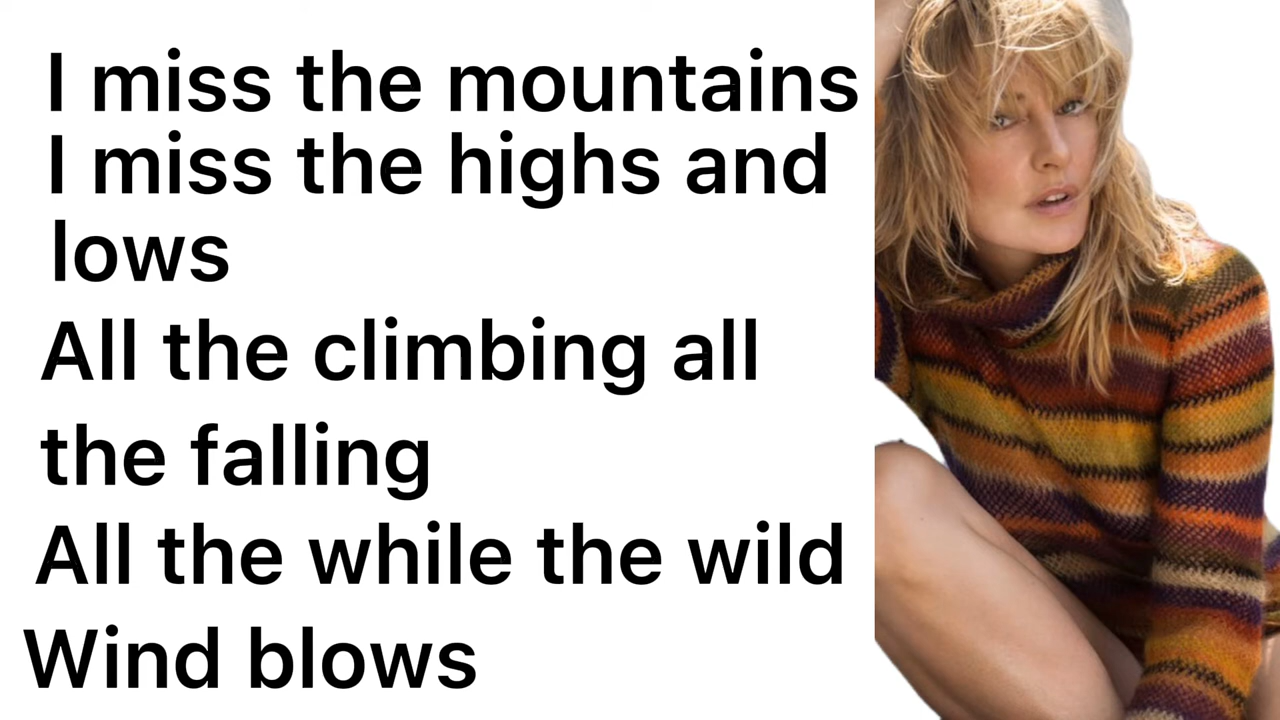 I miss the mountains
I miss the highs and
lows
All the climbing all
the falling
All the while the wild
Wind blows